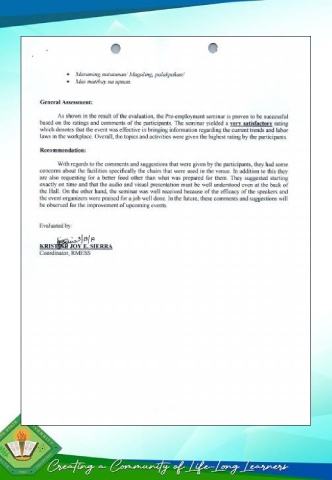 • Maraming natutunan! Magaling, palakpakan!
• Mas matibay na upuan.
General Assessment:
As shown in the result of the evaluation, the Pre-employment seminar is proven to be successful
based on the ratings and comments of the participants. The seminar yielded a very satisfactory rating
which denotes that the event was effective in bringing information regarding the current trends and labor
laws in the workplace. Overall, the topics and activities were given the highest rating by the participants.
Recommendation:
With regards to the comments and suggestions that were given by the participants, they had some
concerns about the facilities specifically the chairs that were used in the venue. In addition to this they
are also requesting for a better food other than what was prepared for them. They suggested starting
exactly on time and that the audio and visual presentation must be well understood even at the back of
the Hall. On the other hand, the seminar was well received because of the efficacy of the speakers and
the event organizers were praised for a job well done. In the future, these comments and suggestions will
be observed for the improvement of upcoming events.
Evaluated by:
JOY E. SIERRA
Coordinator, RMESS
Creating a Community of Life-Long Learners